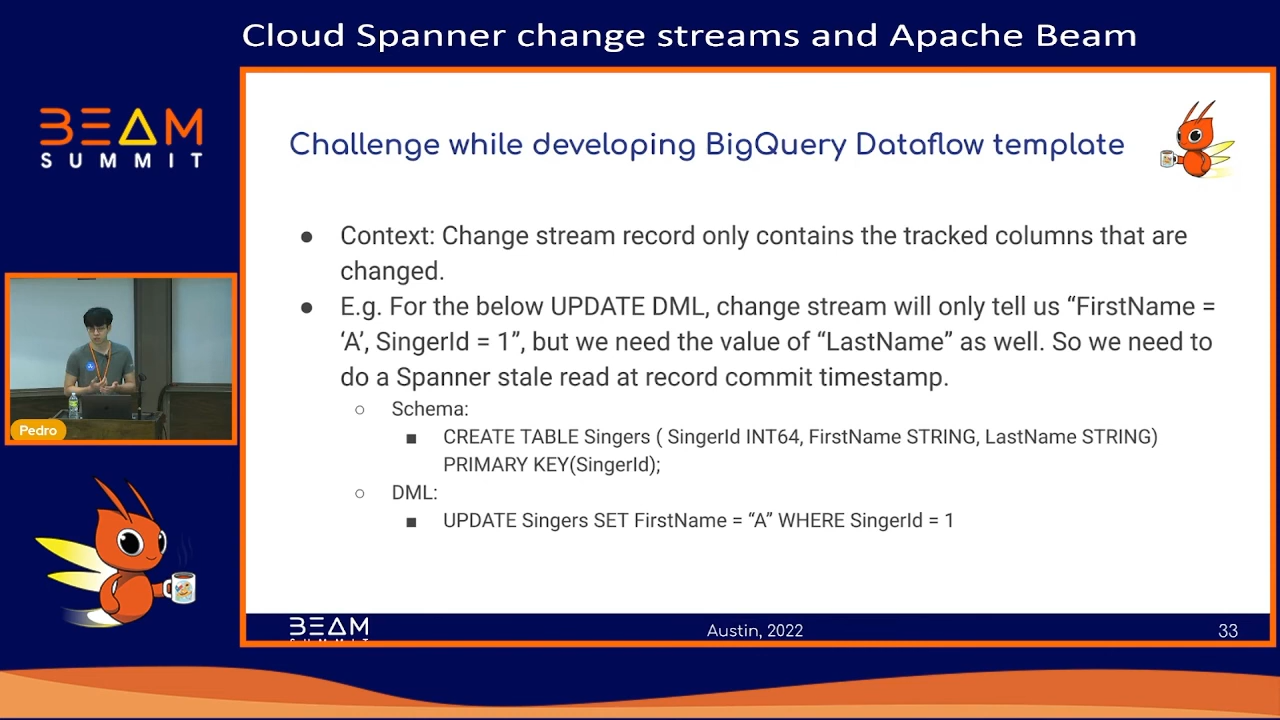 Cloud Spanner change streams and Apache Beam
BEAM
SUMMIT
Challenge while developing BigQuery Dataflow template
● Context: Change stream record only contains the tracked columns that are
changed.
● E.g. For the below UPDATE DML, change stream will only tell us “FirstName =
‘A’, SingerId = 1”, but we need the value of “LastName” as well. So we need to
do a Spanner stale read at record commit timestamp.
○ Schema:
■ CREATE TABLE Singers ( SingerId INT64, FirstName STRING, LastName STRING)
PRIMARY KEY(SingerId);
○ DML:
■ UPDATE Singers SET FirstName = “A” WHERE SingerId = 1
Pedro
BEAM
Austin, 2022
33